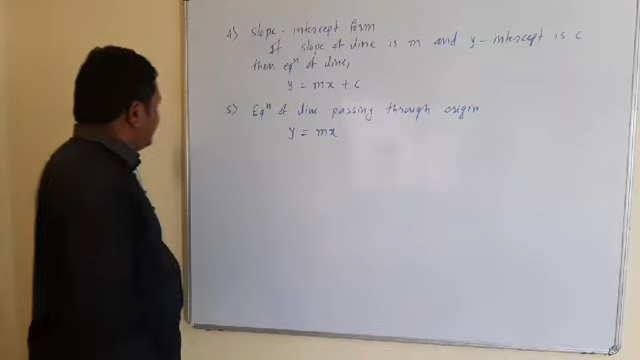 4) slope - intercept form
If slope of line is m and y - intercept is c
then eqⁿ of line,
y = mx + c
5) Eqⁿ of line passing through origin
y = mx